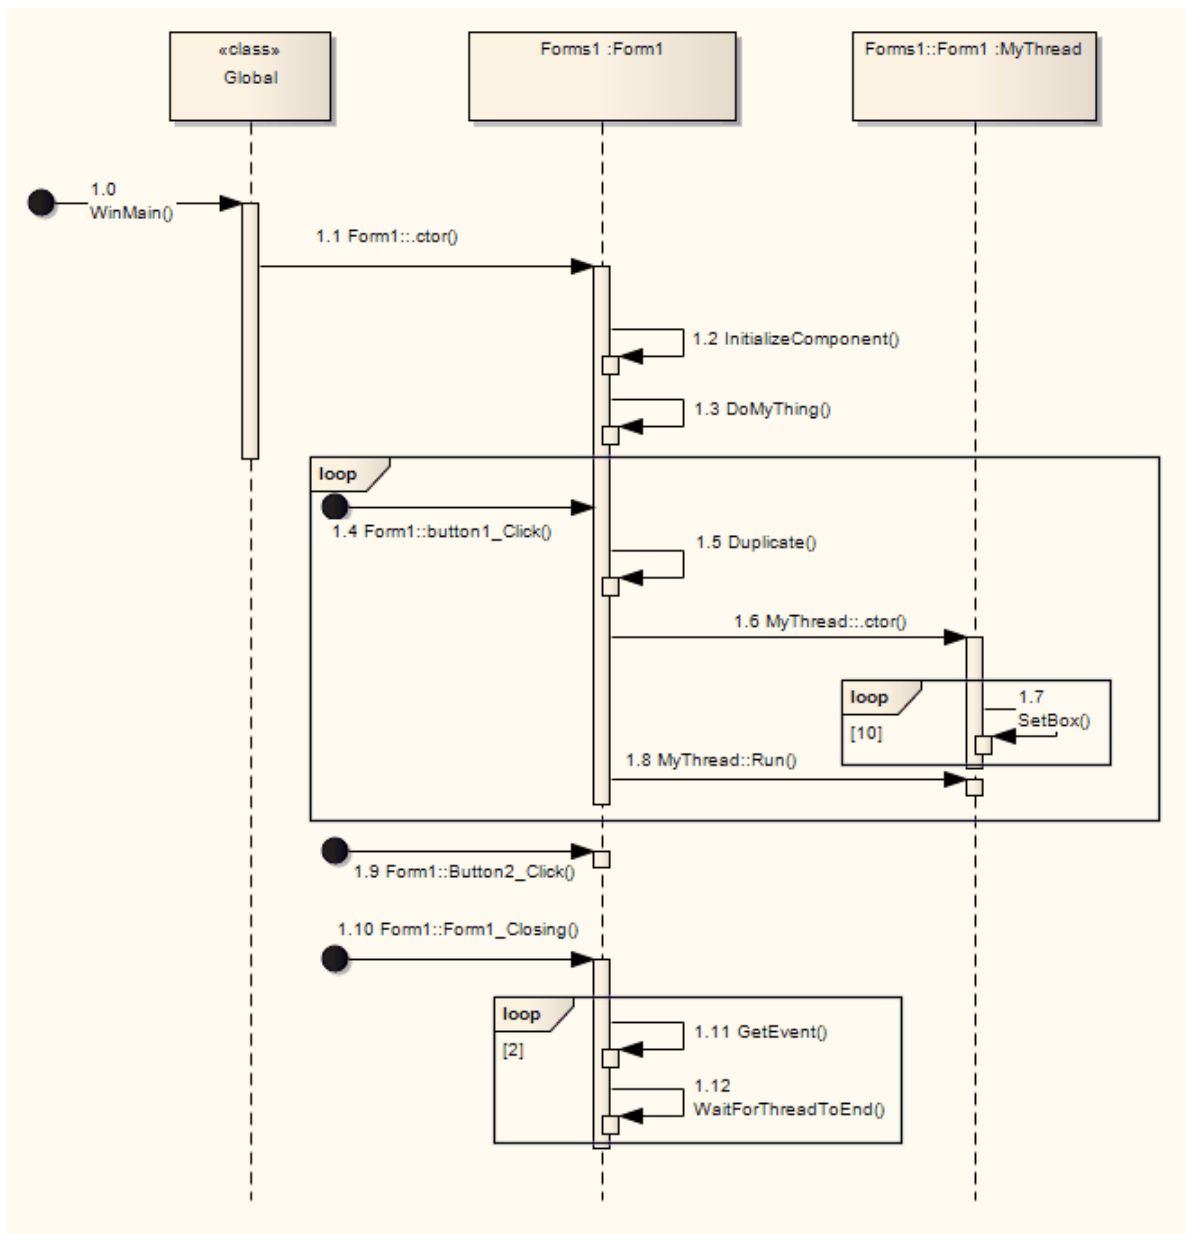 «class»
Global
Forms1 :Form1
Forms1::Form1 :MyThread
1.0
WinMain()
1.1 Form1::.ctor()
1.2 InitializeComponent()
1.3 DoMyThing()
loop
1.4 Form1::button1_Click()
1.5 Duplicate()
1.6 MyThread::.ctor()
loop
[10]
1.7
SetBox()
1.8 MyThread::Run()
1.9 Form1::Button2_Click()
1.10 Form1::Form1_Closing()
loop
[2]
1.11 GetEvent()
1.12
WaitForThreadToEnd()